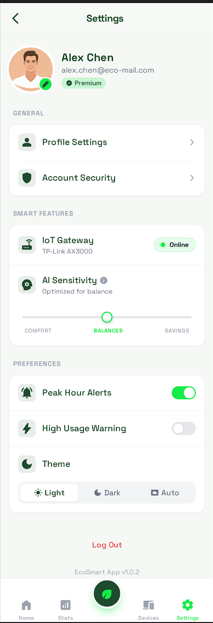 Settings
Alex Chen
alex.chen@eco-mail.com
Premium
GENERAL
Profile Settings
Account Security
SMART FEATURES
IoT Gateway
TP-Link AX3000
Online
AI Sensitivity
Optimized for balance
COMFORT
BALANCED
SAVINGS
PREFERENCES
Peak Hour Alerts
High Usage Warning
Theme
Light
Dark
Auto
Log Out
EcoSmart App v1.0.2
Home
Stats
Devices
Settings